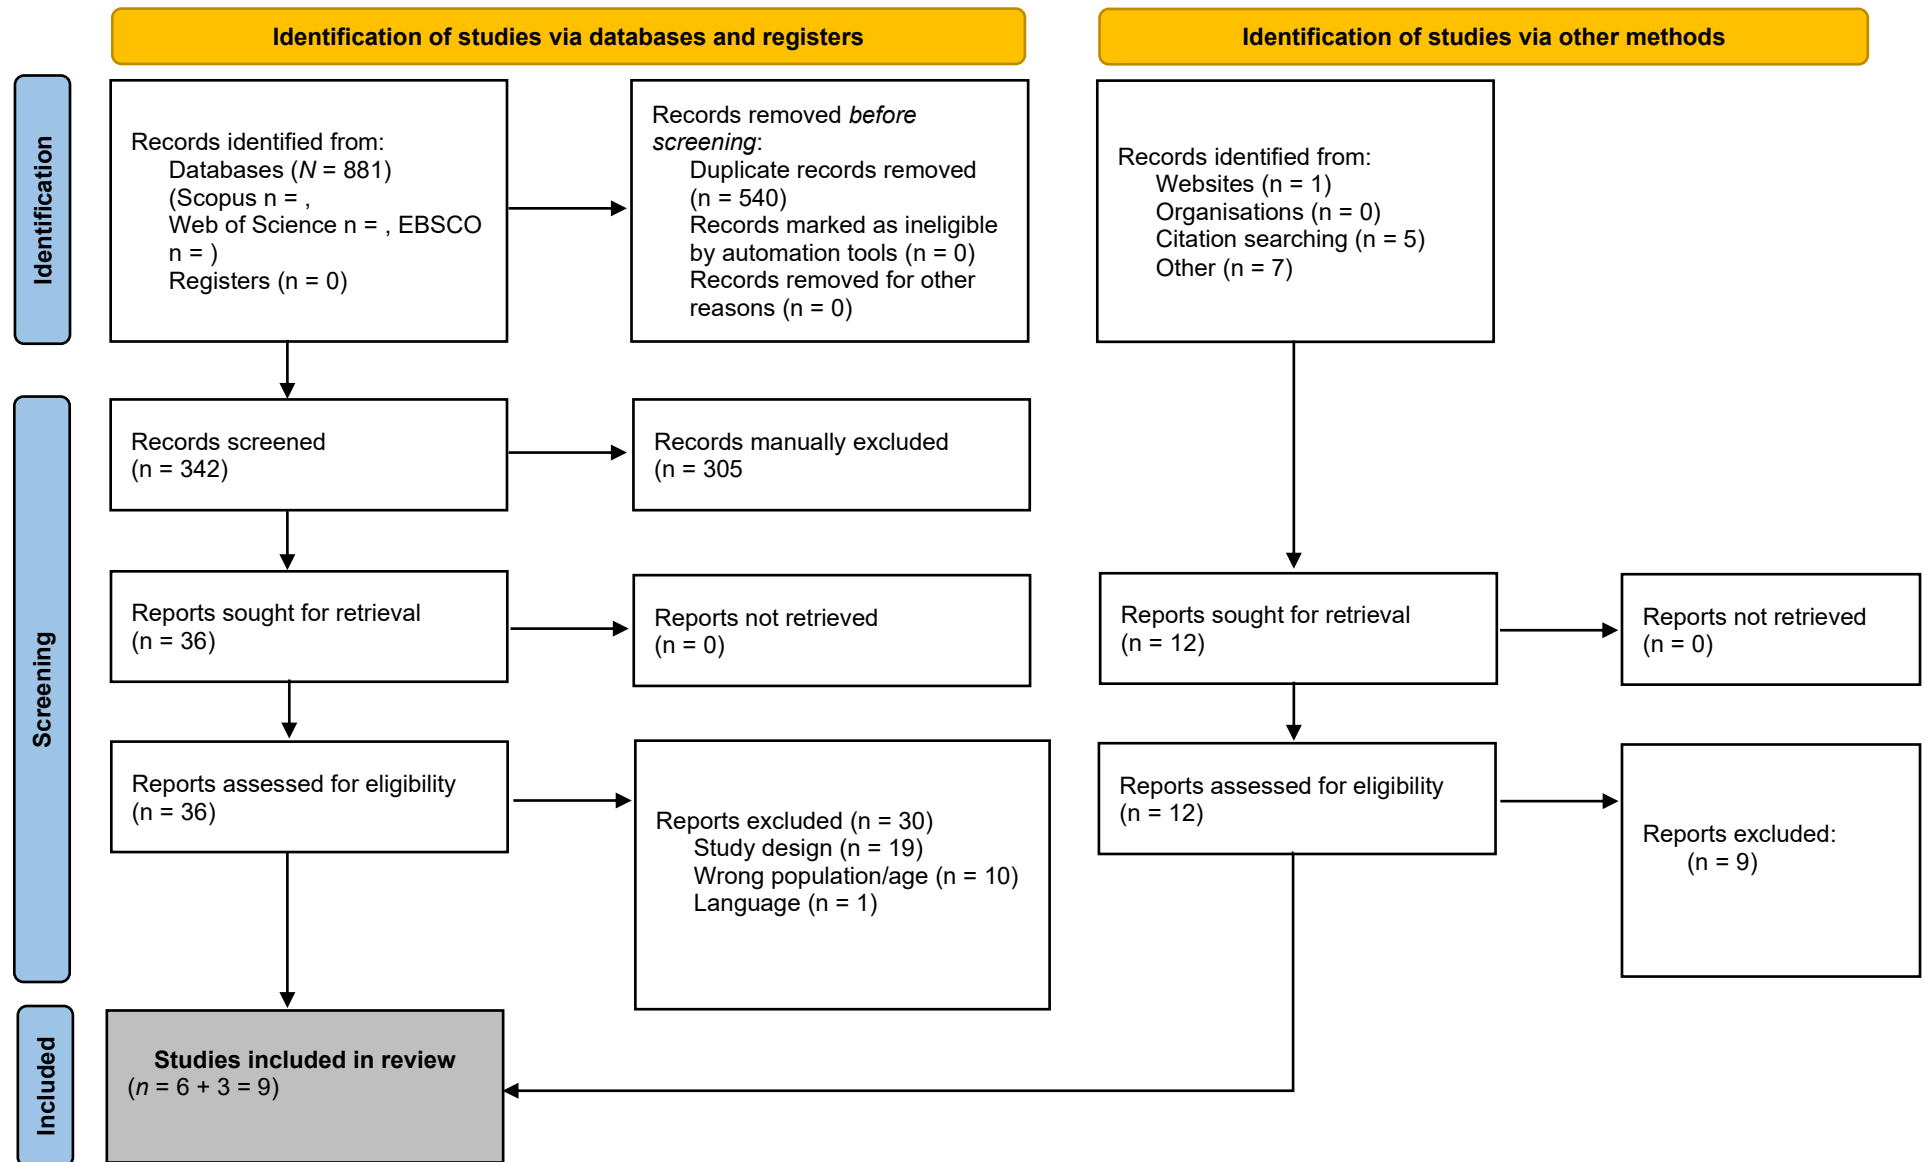 Identification of studies via databases and registers
Identification of studies via other methods
Identification
Records identified from:
Databases (N = 881)
(Scopus n = ,
Web of Science n = , EBSCO
n = )
Registers (n = 0)
Records removed before
screening:
Duplicate records removed
(n = 540)
Records marked as ineligible
by automation tools (n = 0)
Records removed for other
reasons (n = 0)
Records identified from:
Websites (n = 1)
Organisations (n = 0)
Citation searching (n = 5)
Other (n = 7)
Screening
Records screened
(n = 342)
Records manually excluded
(n = 305
Reports sought for retrieval
(n = 36)
Reports not retrieved
(n = 0)
Reports sought for retrieval
(n = 12)
Reports not retrieved
(n = 0)
Reports assessed for eligibility
(n = 36)
Reports excluded (n = 30)
Study design (n = 19)
Wrong population/age (n = 10)
Language (n = 1)
Reports assessed for eligibility
(n = 12)
Reports excluded:
(n = 9)
Included
Studies included in review
(n = 6 + 3 = 9)